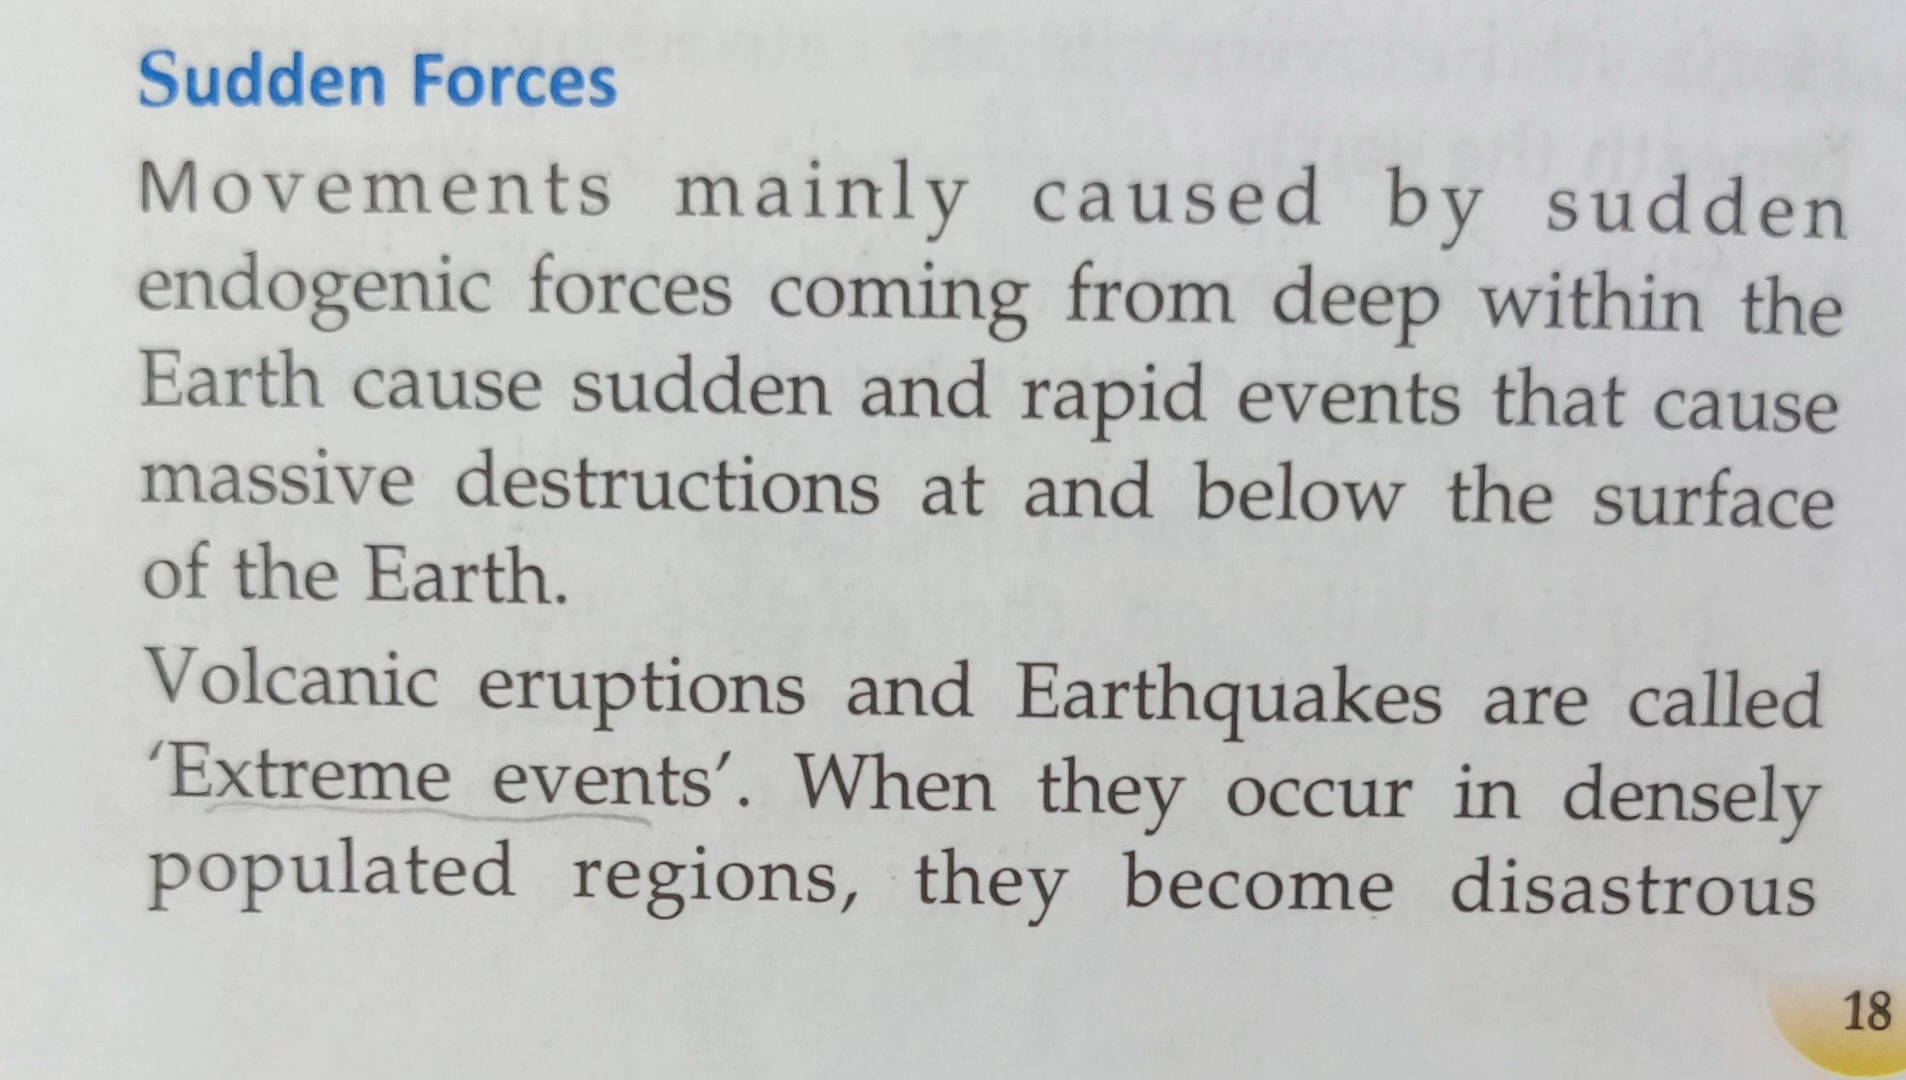 Sudden Forces
Movements mainly caused by sudden
endogenic forces coming from deep within the
Earth cause sudden and rapid events that cause
massive destructions at and below the surface
of the Earth.
Volcanic eruptions and Earthquakes are called
‘Extreme events’. When they occur in densely
populated regions, they become disastrous
18